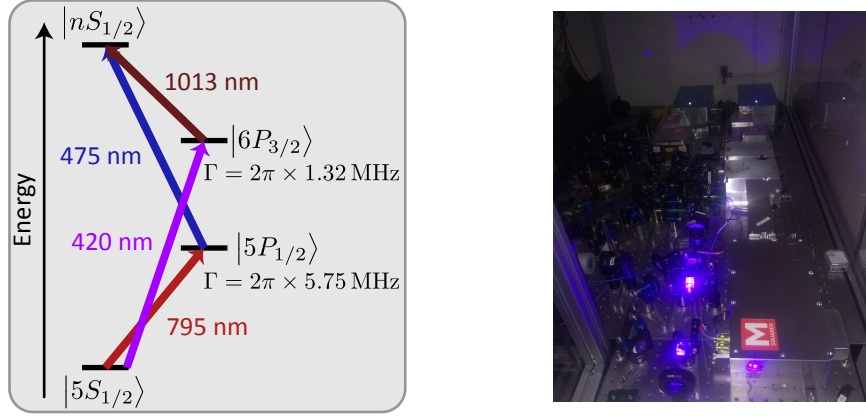 |nS₁/₂⟩
1013 nm
|6P₃/₂⟩
475 nm
Γ = 2π × 1.32 MHz
Energy
420 nm
|5P₁/₂⟩
Γ = 2π × 5.75 MHz
795 nm
|5S₁/₂⟩
M
SQUARED